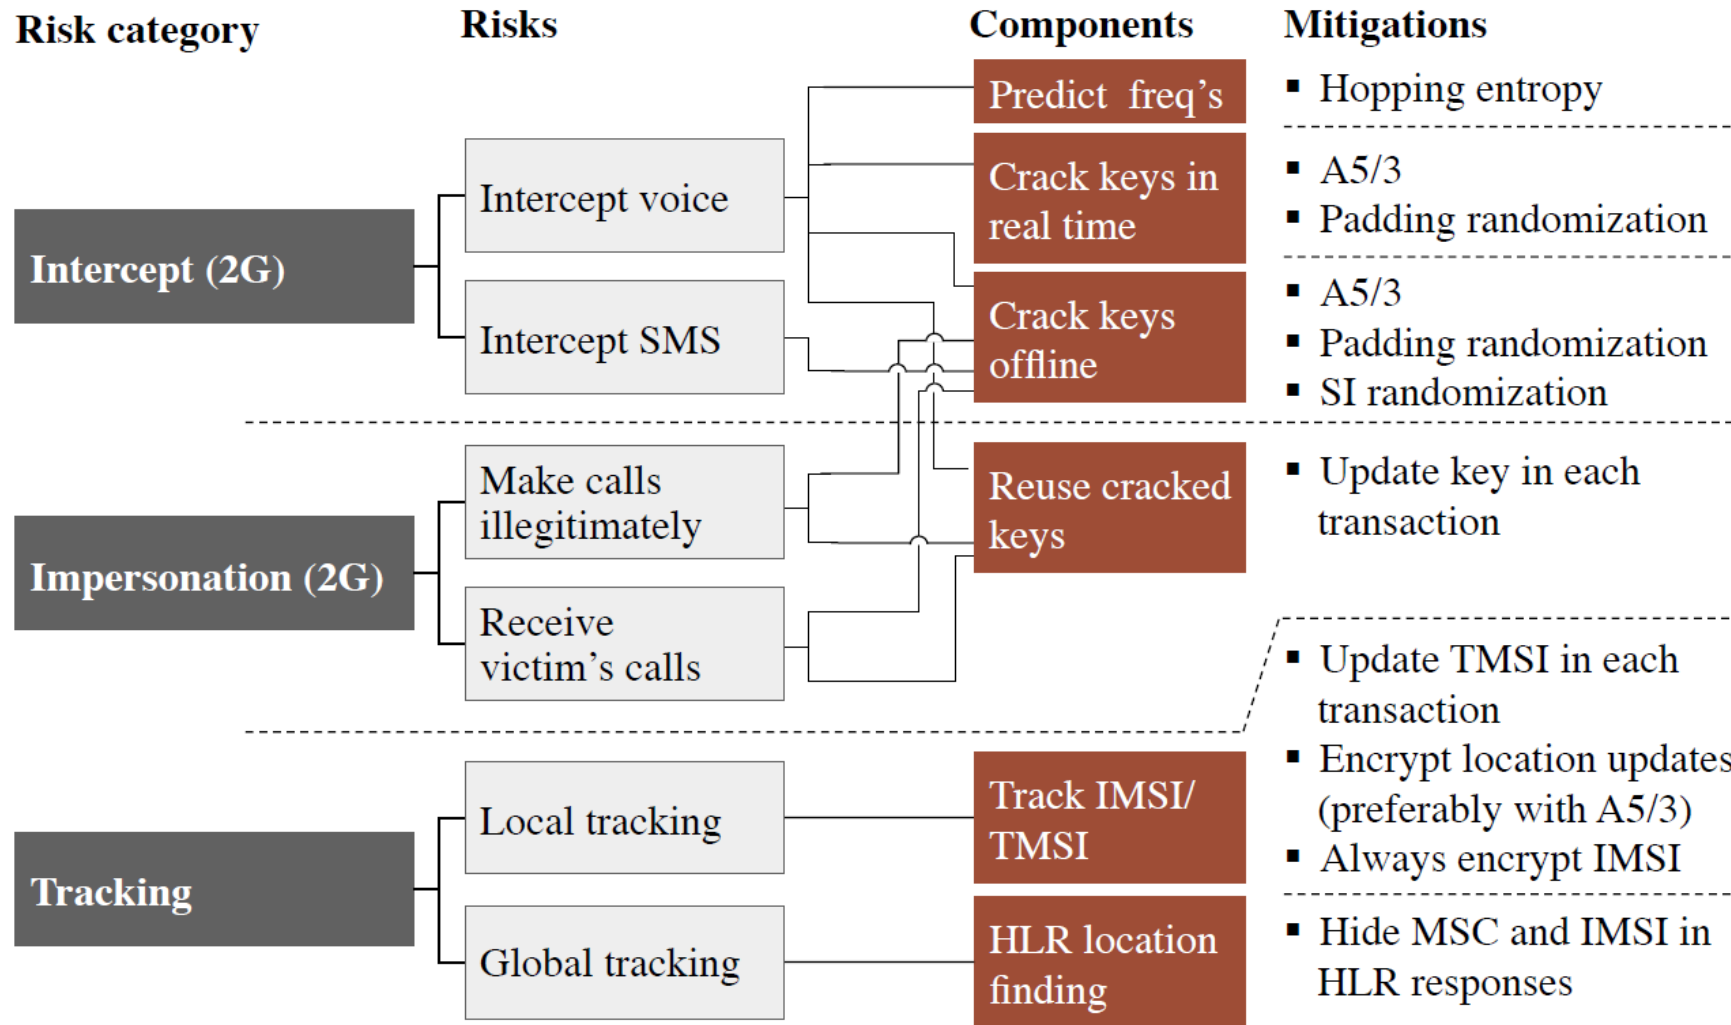 Risk category
Risks
Components
Mitigations
Predict freq's
▪ Hopping entropy
Intercept (2G)
Intercept voice
Crack keys in
real time
▪ A5/3
▪ Padding randomization
Intercept SMS
Crack keys
offline
▪ A5/3
▪ Padding randomization
▪ SI randomization
Impersonation (2G)
Make calls
illegitimately
Reuse cracked
keys
▪ Update key in each
transaction
Receive
victim's calls
Tracking
Local tracking
Track IMSI/
TMSI
▪ Update TMSI in each
transaction
▪ Encrypt location updates
(preferably with A5/3)
▪ Always encrypt IMSI
Global tracking
HLR location
finding
▪ Hide MSC and IMSI in
HLR responses